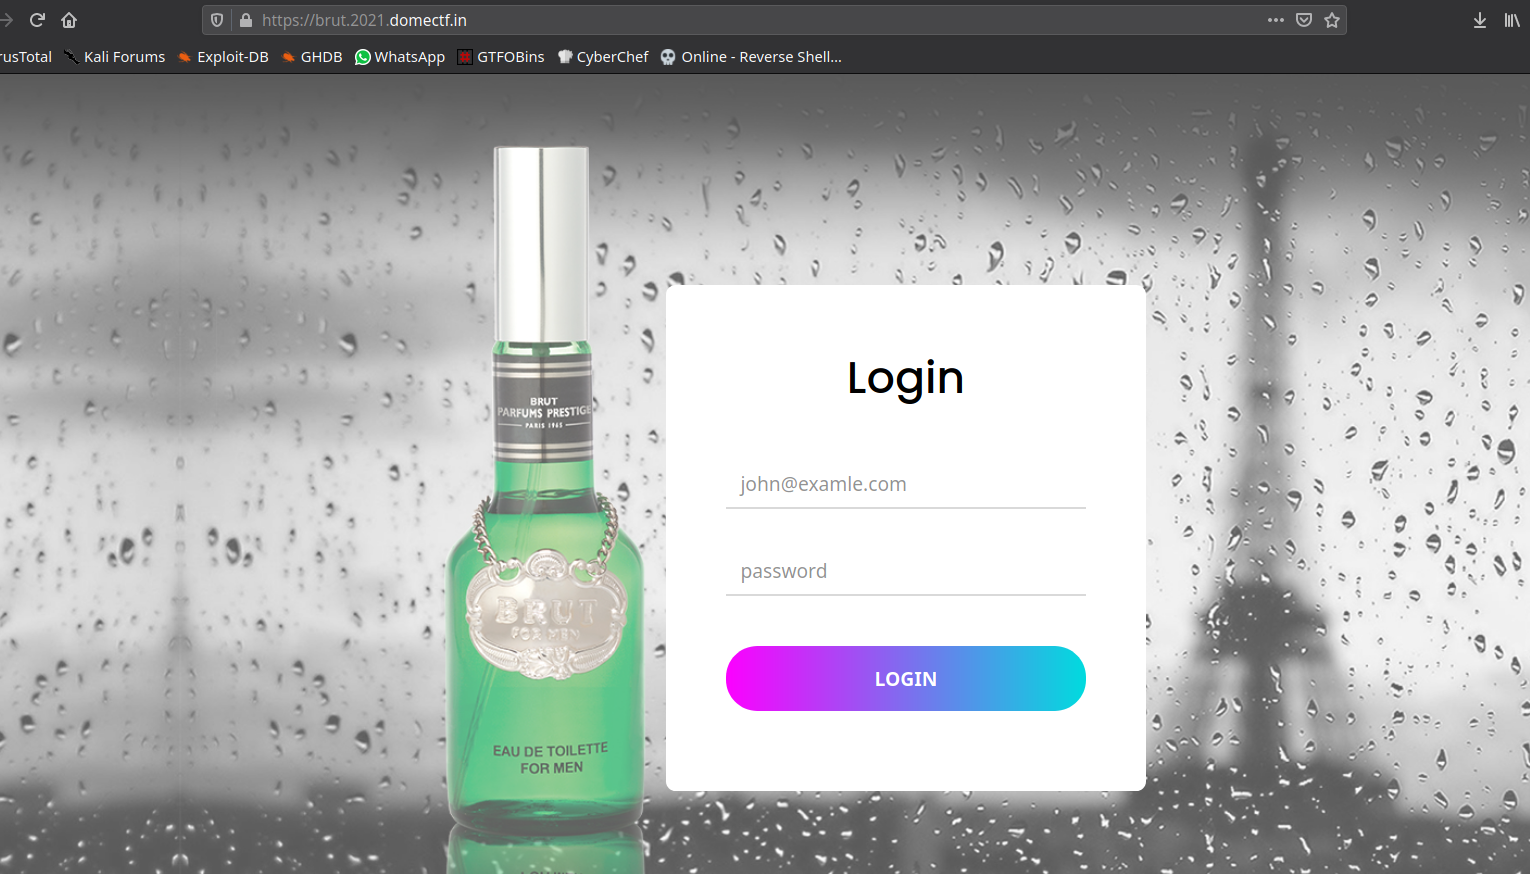 https://brut.2021.domectf.in
rusTotal Kali Forums Exploit-DB GHDB WhatsApp GTFOBins CyberChef Online - Reverse Shell...
BRUT
PARFUMS PRESTIGE
PARIS 1965
Login
john@examle.com
password
BRUT
FOR MEN
LOGIN
EAU DE TOILETTE
FOR MEN